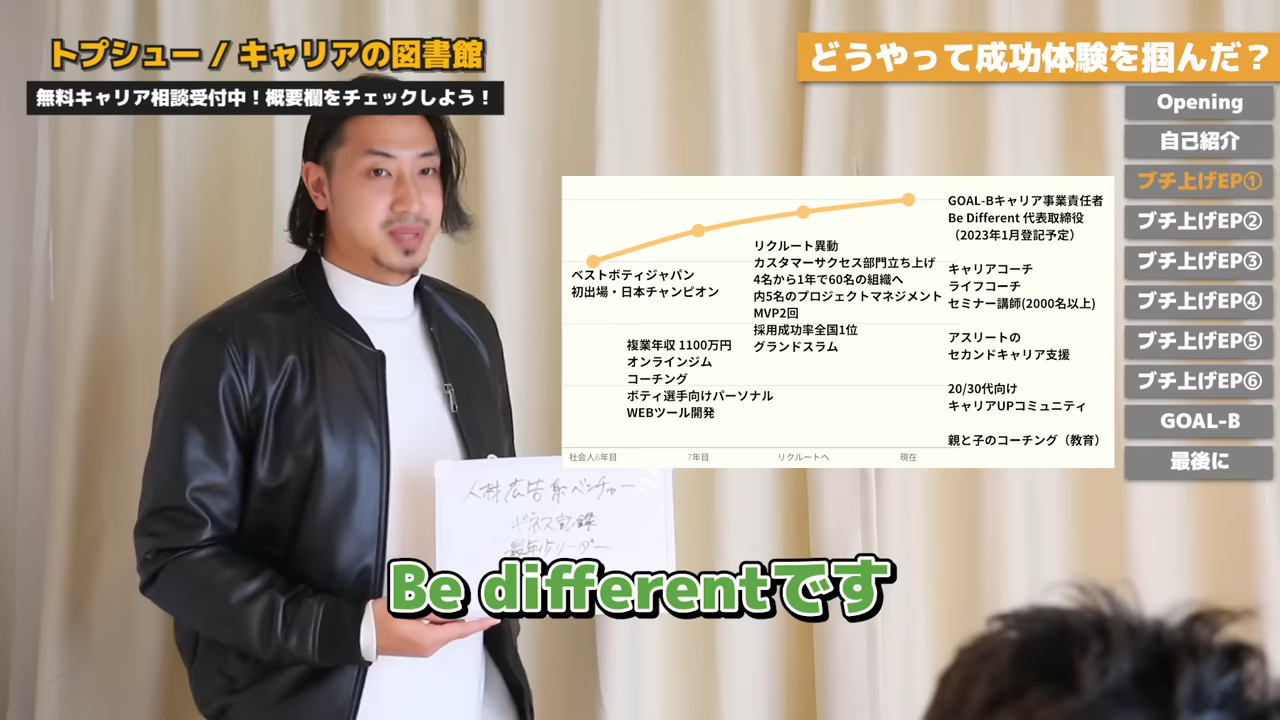 トプシュー / キャリアの図書館
無料キャリア相談受付中！概要欄をチェックしよう！
どうやって成功体験を掴んだ？
Opening
自己紹介
ブチ上げEP①
ブチ上げEP②
ブチ上げEP③
ブチ上げEP④
ブチ上げEP⑤
ブチ上げEP⑥
GOAL-B
最後に
ベストボティジャパン
初出場・日本チャンピオン
複業年収 1100万円
オンラインジム
コーチング
ボティ選手向けパーソナル
WEBツール開発
リクルート異動
カスタマーサクセス部門立ち上げ
4名から1年で60名の組織へ
内5名のプロジェクトマネジメント
MVP2回
採用成功率全国1位
グランドスラム
GOAL-Bキャリア事業責任者
Be Different 代表取締役
（2023年1月登記予定）
キャリアコーチ
ライフコーチ
セミナー講師(2000名以上)
アスリートの
セカンドキャリア支援
20/30代向け
キャリアUPコミュニティ
親と子のコーチング（教育）
社会人6年目
7年目
リクルートへ
現在
人材広告系ベンチャー
ギネス記録
最年少リーダー
Be differentです